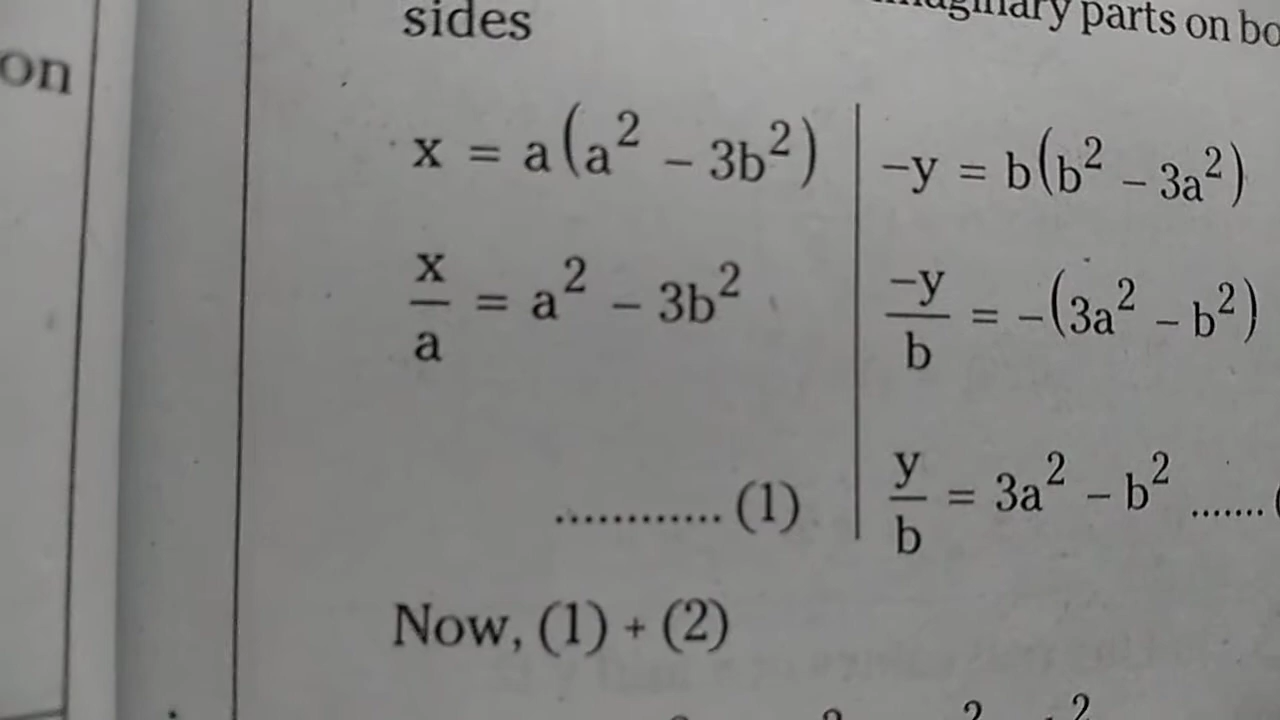 on
sides
parts on bo
x = a(a² − 3b²)
x/a = a² − 3b²
............ (1)
−y = b(b² − 3a²)
−y/b = −(3a² − b²)
y/b = 3a² − b² ....... (
Now, (1) + (2)